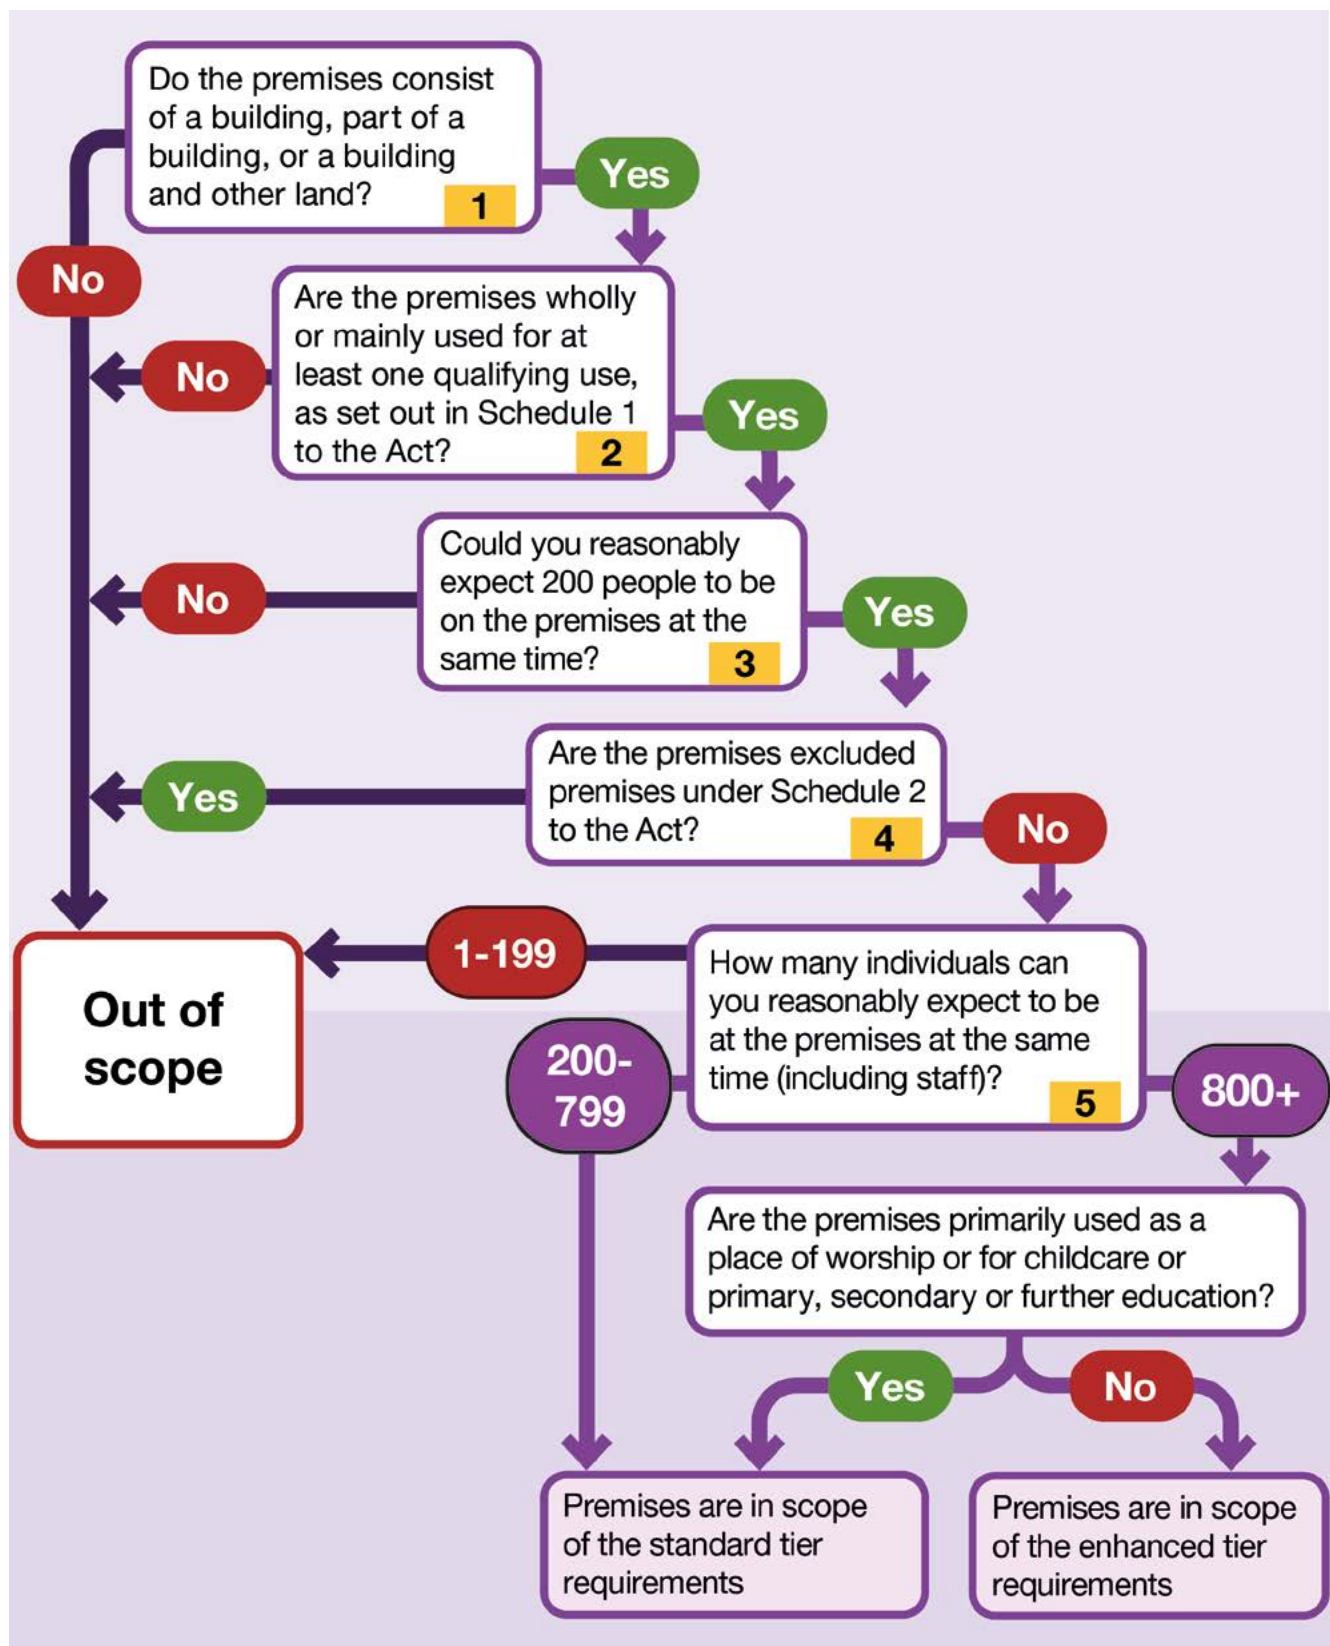 Do the premises consist
of a building, part of a
building, or a building
and other land?
1
Yes
No
Are the premises wholly
or mainly used for at
least one qualifying use,
as set out in Schedule 1
to the Act?
2
No
Yes
Could you reasonably
expect 200 people to be
on the premises at the
same time?
3
No
Yes
Are the premises excluded
premises under Schedule 2
to the Act?
4
Yes
No
How many individuals can
you reasonably expect to be
at the premises at the same
time (including staff)?
5
1-199
Out of
scope
200-
799
800+
Are the premises primarily used as a
place of worship or for childcare or
primary, secondary or further education?
Yes
No
Premises are in scope
of the standard tier
requirements
Premises are in scope
of the enhanced tier
requirements